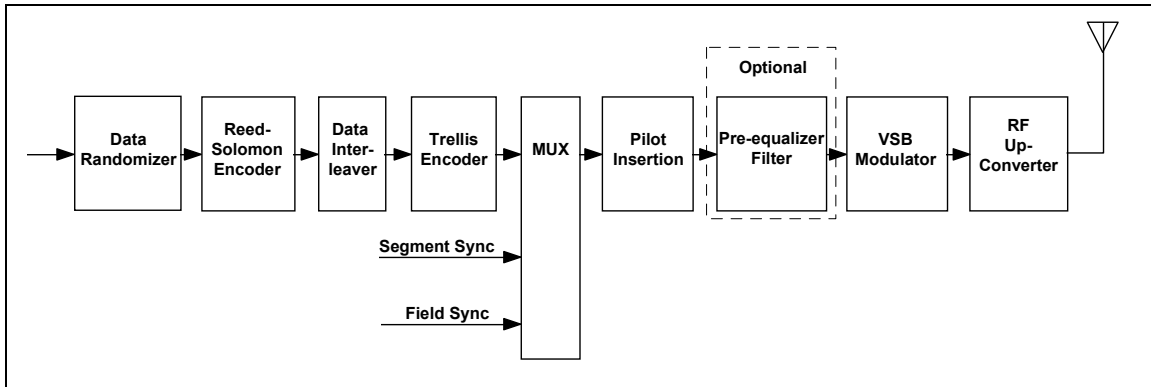 Optional
Data
Randomizer
Reed-
Solomon
Encoder
Data
Inter-
leaver
Trellis
Encoder
MUX
Pilot
Insertion
Pre-equalizer
Filter
VSB
Modulator
RF
Up-
Converter
Segment Sync
Field Sync